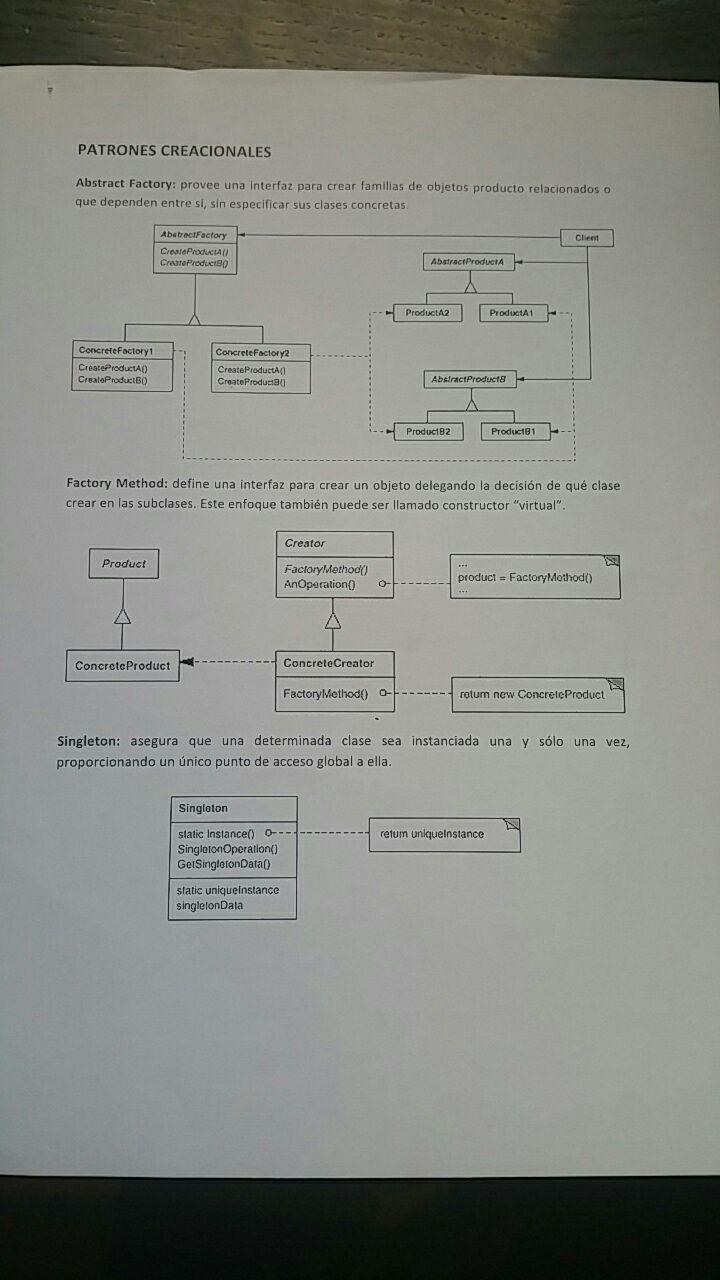 PATRONES CREACIONALES
Abstract Factory: provee una interfaz para crear familias de objetos producto relacionados o
que dependen entre sí, sin especificar sus clases concretas.
AbstractFactory
CreateProductA()
CreateProductB()
Client
AbstractProductA
ProductA2
ProductA1
ConcreteFactory1
CreateProductA()
CreateProductB()
ConcreteFactory2
CreateProductA()
CreateProductB()
AbstractProductB
ProductB2
ProductB1
Factory Method: define una interfaz para crear un objeto delegando la decisión de qué clase
crear en las subclases. Este enfoque también puede ser llamado constructor “virtual”.
Product
Creator
FactoryMethod()
AnOperation()
...
product = FactoryMethod()
...
ConcreteProduct
ConcreteCreator
FactoryMethod()
return new ConcreteProduct
Singleton: asegura que una determinada clase sea instanciada una y sólo una vez,
proporcionando un único punto de acceso global a ella.
Singleton
static Instance()
SingletonOperation()
GetSingletonData()
static uniqueInstance
singletonData
return uniqueInstance